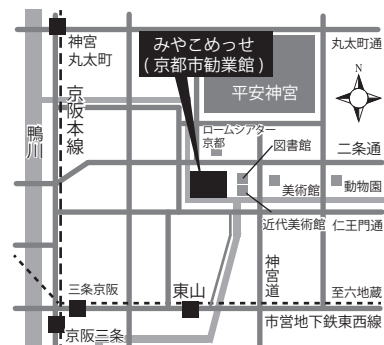 神宮
丸太町
みやこめっせ
(京都市勧業館)
丸太町通
平安神宮
N
京阪本線
鴨川
ロームシアター
京都
図書館
二条通
美術館
動物園
近代美術館
仁王門通
神宮道
三条京阪
東山
至六地蔵
京阪三条
市営地下鉄東西線